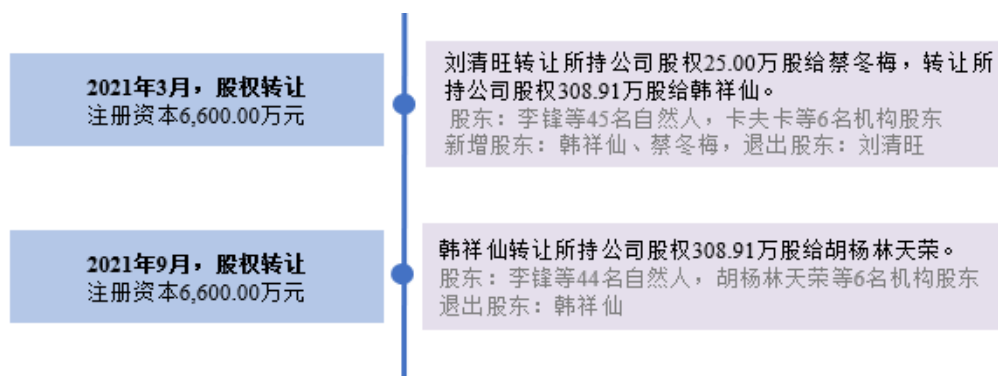 2021年3月，股权转让
注册资本6,600.00万元
刘清旺转让所持公司股权25.00万股给蔡冬梅，转让所
持公司股权308.91万股给韩祥仙。
股东：李锋等45名自然人，卡夫卡等6名机构股东
新增股东：韩祥仙、蔡冬梅，退出股东：刘清旺
2021年9月，股权转让
注册资本6,600.00万元
韩祥仙转让所持公司股权308.91万股给胡杨林天荣。
股东：李锋等44名自然人，胡杨林天荣等6名机构股东
退出股东：韩祥仙